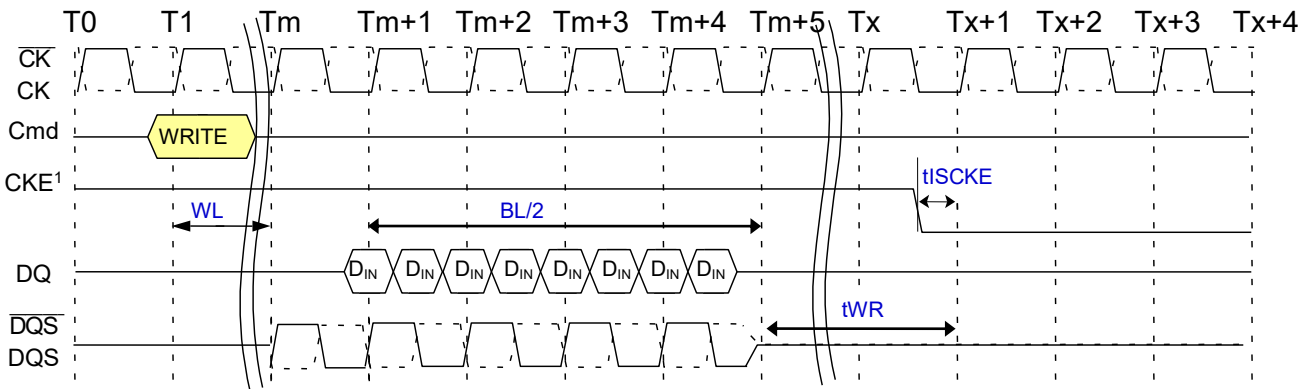 T0 T1 Tm Tm+1 Tm+2 Tm+3 Tm+4 Tm+5 Tx Tx+1 Tx+2 Tx+3 Tx+4
CK
CK
Cmd WRITE
CKE¹ tISCKE
WL BL/2
DQ DIN DIN DIN DIN DIN DIN DIN DIN
tWR
DQS
DQS